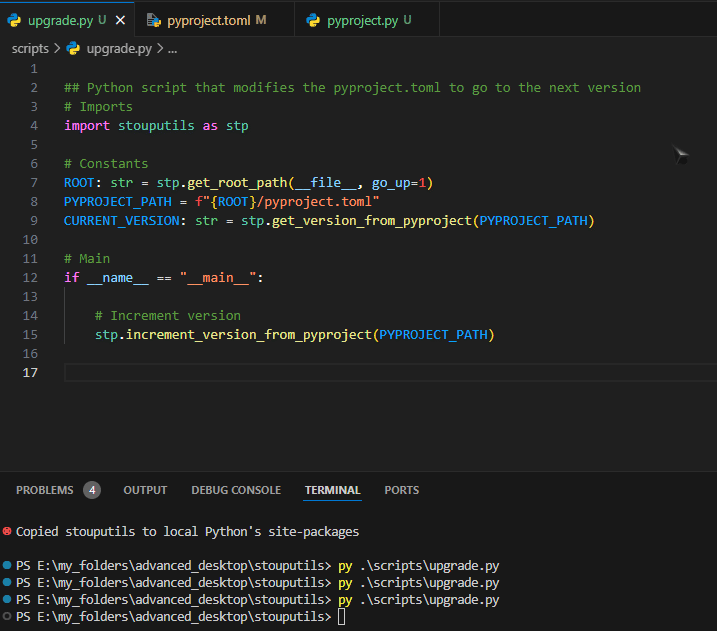 upgrade.py U × pyproject.toml M pyproject.py U
scripts > upgrade.py > ...
1
2 ## Python script that modifies the pyproject.toml to go to the next version
3 # Imports
4 import stouputils as stp
5
6 # Constants
7 ROOT: str = stp.get_root_path(__file__, go_up=1)
8 PYPROJECT_PATH = f"{ROOT}/pyproject.toml"
9 CURRENT_VERSION: str = stp.get_version_from_pyproject(PYPROJECT_PATH)
10
11 # Main
12 if __name__ == "__main__":
13
14 # Increment version
15 stp.increment_version_from_pyproject(PYPROJECT_PATH)
16
17
PROBLEMS 4 OUTPUT DEBUG CONSOLE TERMINAL PORTS
Copied stouputils to local Python's site-packages
PS E:\my_folders\advanced_desktop\stouputils> py .\scripts\upgrade.py
PS E:\my_folders\advanced_desktop\stouputils> py .\scripts\upgrade.py
PS E:\my_folders\advanced_desktop\stouputils> py .\scripts\upgrade.py
PS E:\my_folders\advanced_desktop\stouputils>